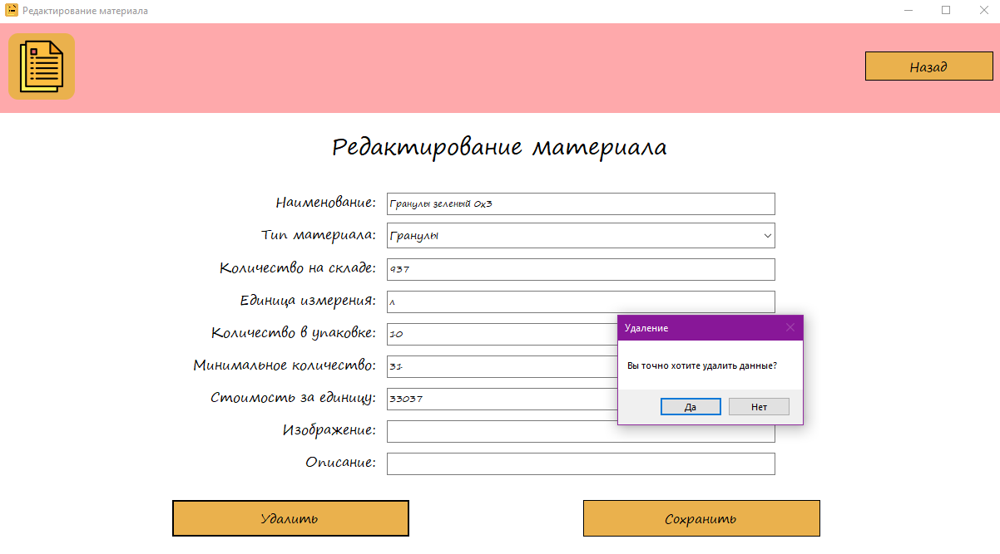 Редактирование материала
Назад
Редактирование материала
Наименование: Гранулы зеленый 0x3
Тип материала: Гранулы
Количество на складе: 937
Единица измерения: л
Количество в упаковке: 10
Минимальное количество: 31
Стоимость за единицу: 33037
Изображение:
Описание:
Удаление
Вы точно хотите удалить данные?
Да Нет
Удалить Сохранить